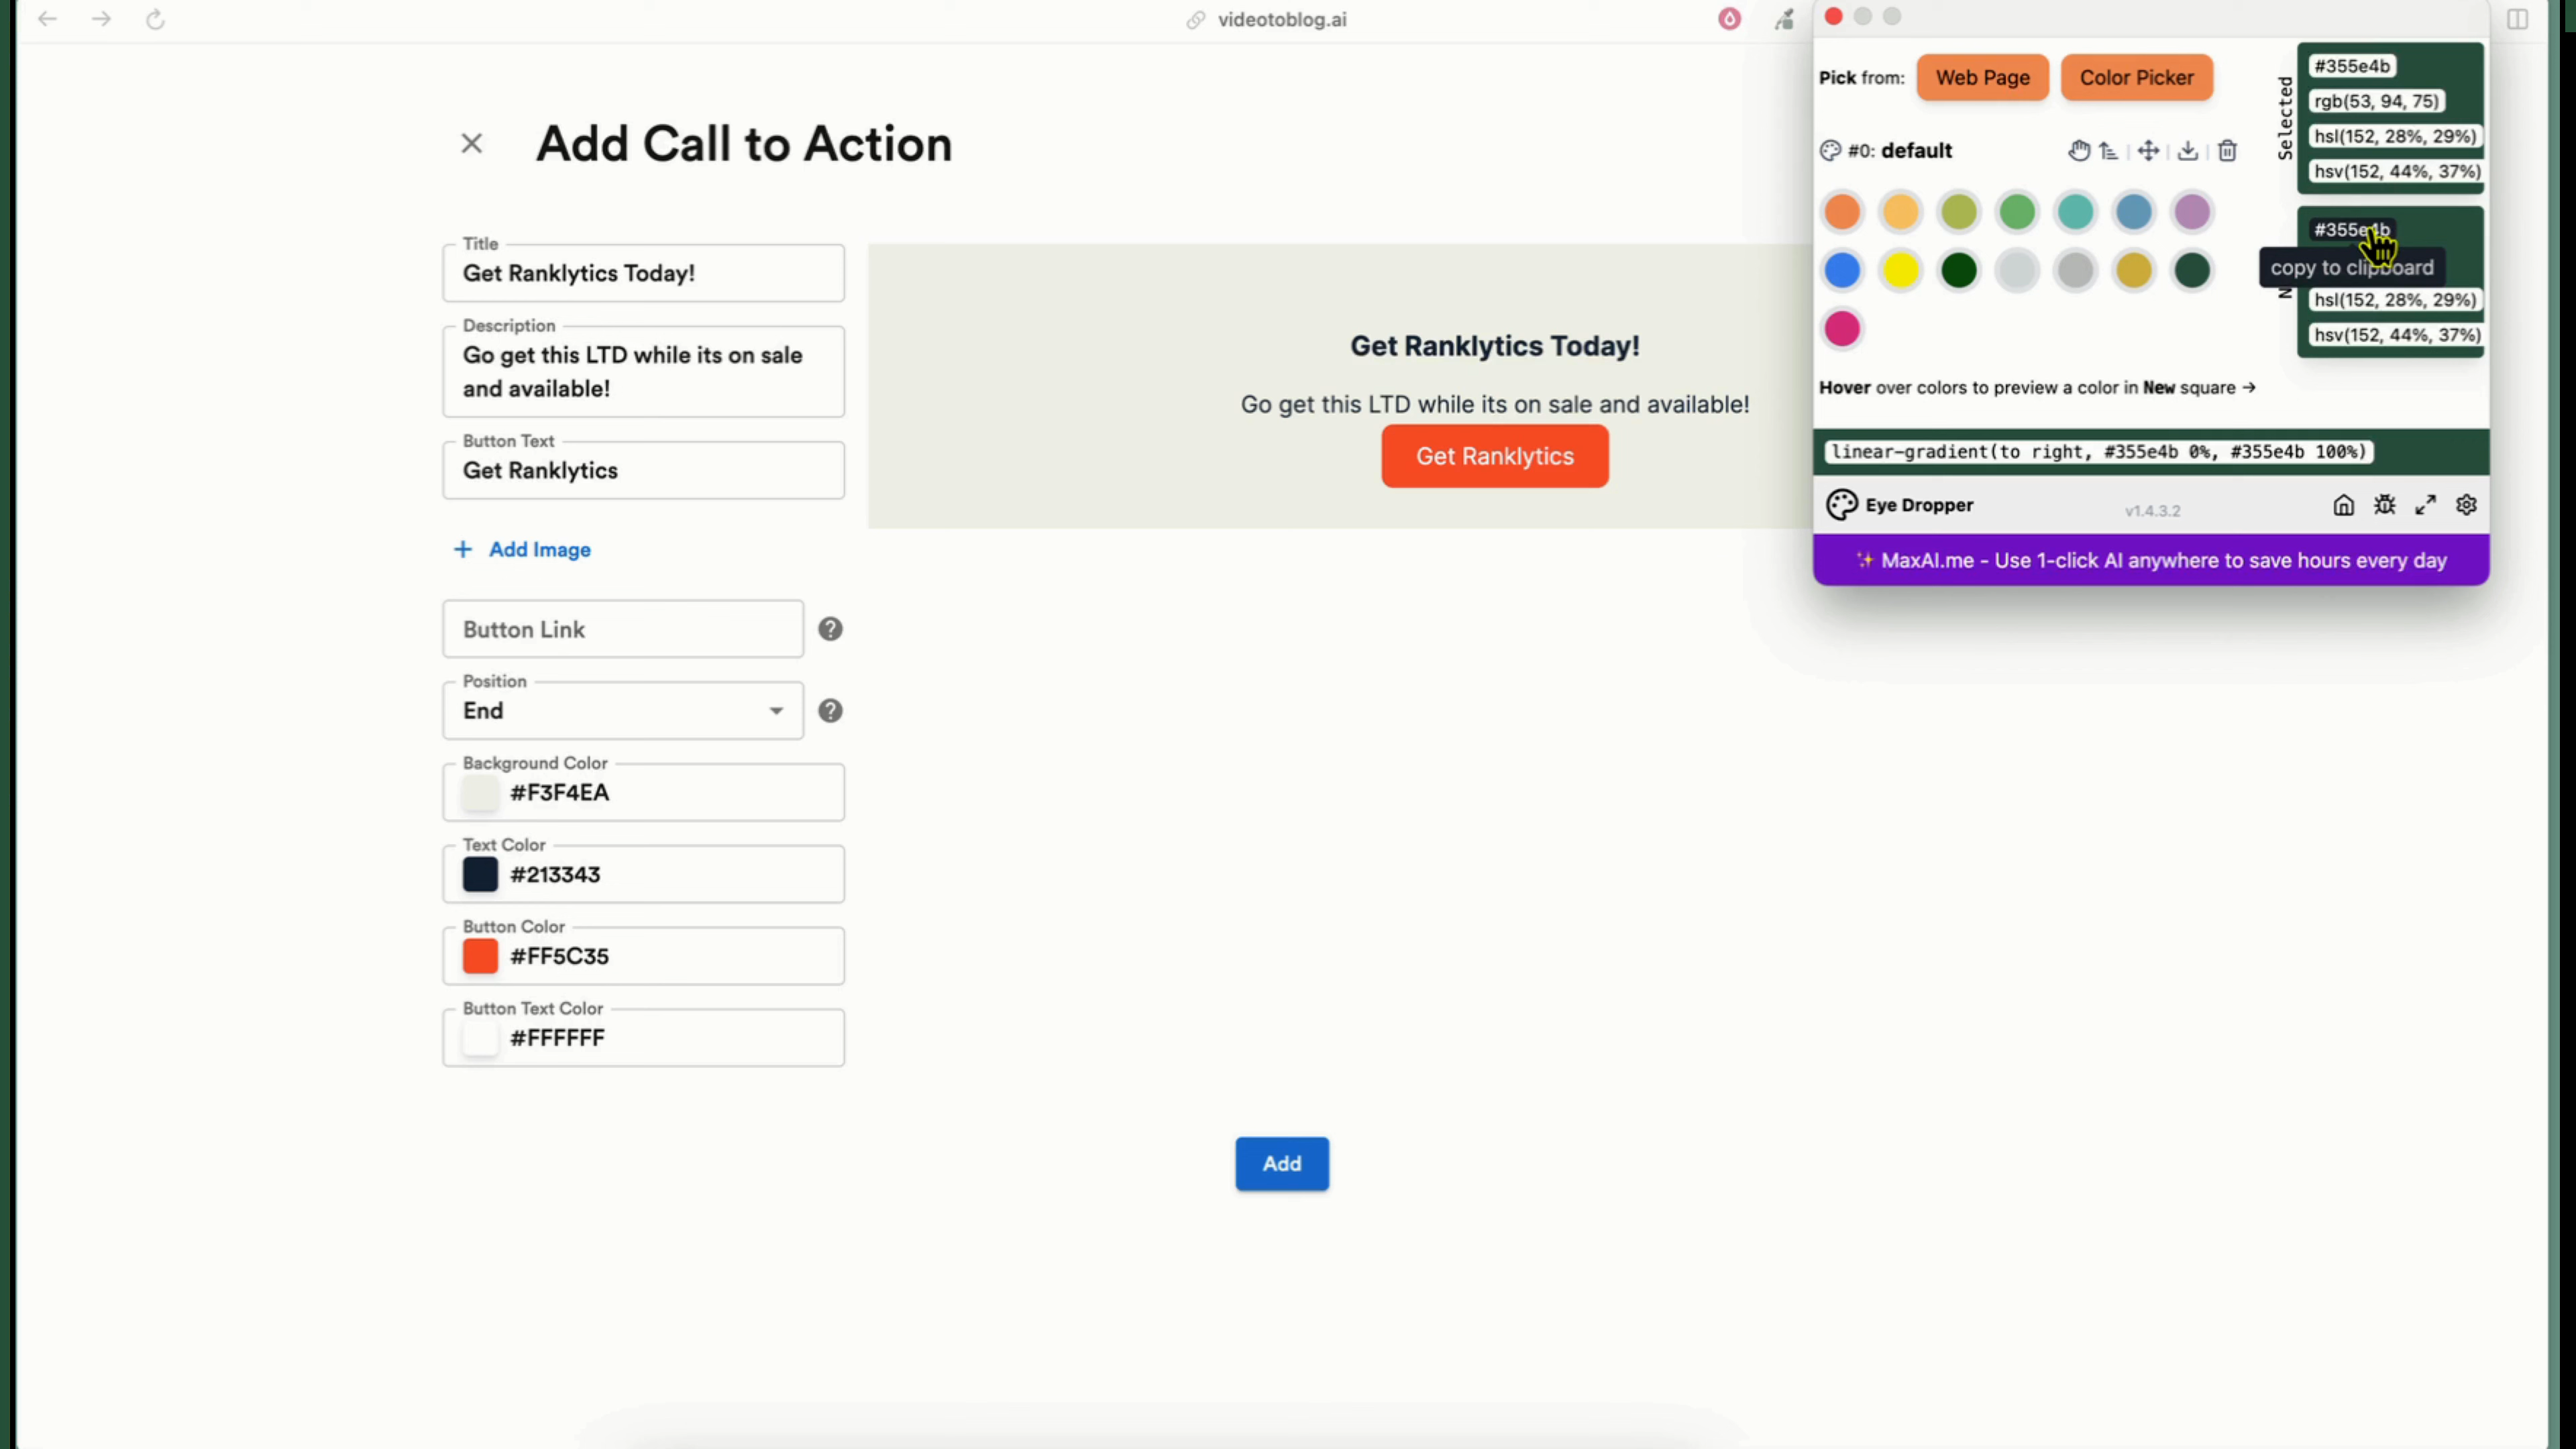 videotoblog.ai
Add Call to Action
Title
Get Ranklytics Today!
Description
Go get this LTD while its on sale
and available!
Button Text
Get Ranklytics
+ Add Image
Button Link
?
Position
End
?
Background Color
#F3F4EA
Text Color
#213343
Button Color
#FF5C35
Button Text Color
#FFFFFF
Get Ranklytics Today!
Go get this LTD while its on sale and available!
Get Ranklytics
Add
Pick from: Web Page Color Picker
#0: default
Selected
#355e4b
rgb(53, 94, 75)
hsl(152, 28%, 29%)
hsv(152, 44%, 37%)
#355e4b
copy to clipboard
hsl(152, 28%, 29%)
hsv(152, 44%, 37%)
Hover over colors to preview a color in New square →
linear-gradient(to right, #355e4b 0%, #355e4b 100%)
Eye Dropper
v1.4.3.2
✨ MaxAI.me - Use 1-click AI anywhere to save hours every day